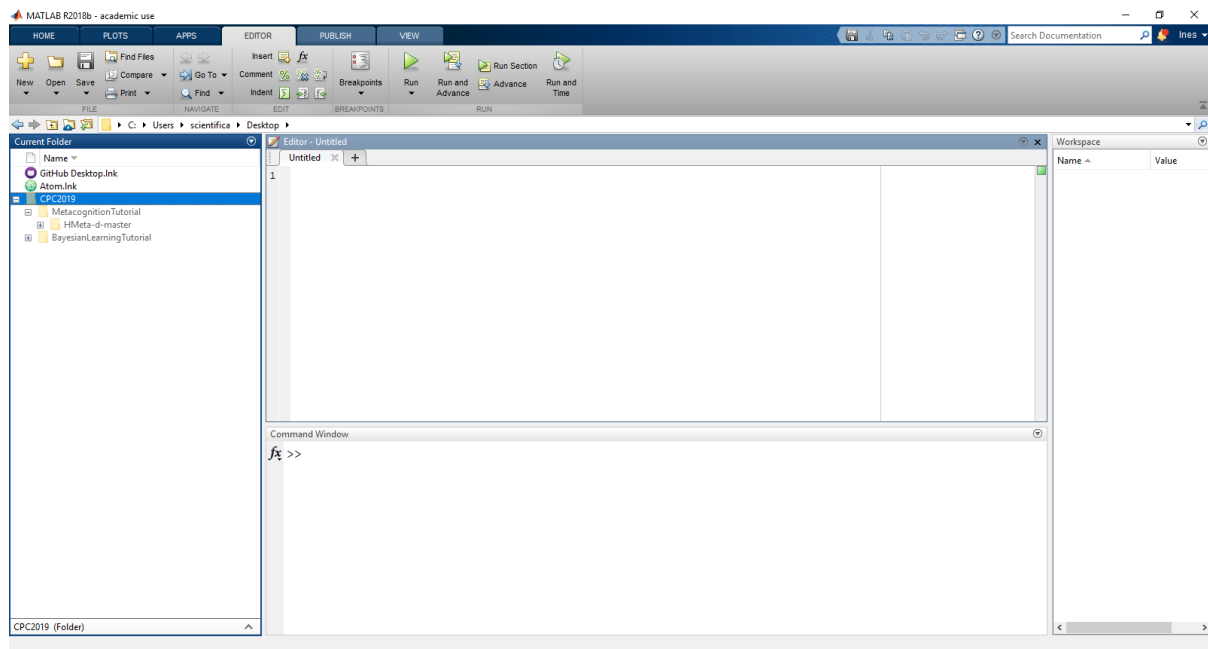 MATLAB R2018b - academic use
HOME PLOTS APPS EDITOR PUBLISH VIEW Search Documentation Ines
New Open Save Find Files Compare Print
Go To Find
Insert fx
Comment
Indent
Breakpoints Run Run and Advance Run Section Advance Run and Time
FILE NAVIGATE EDIT BREAKPOINTS RUN
C: Users scientifica Desktop
Current Folder
Name
GitHub Desktop.lnk
Atom.lnk
CPC2019
MetacognitionTutorial
HMeta-d-master
BayesianLearningTutorial
CPC2019 (Folder)
Editor - Untitled
Untitled
1
Command Window
fx >>
Workspace
Name Value